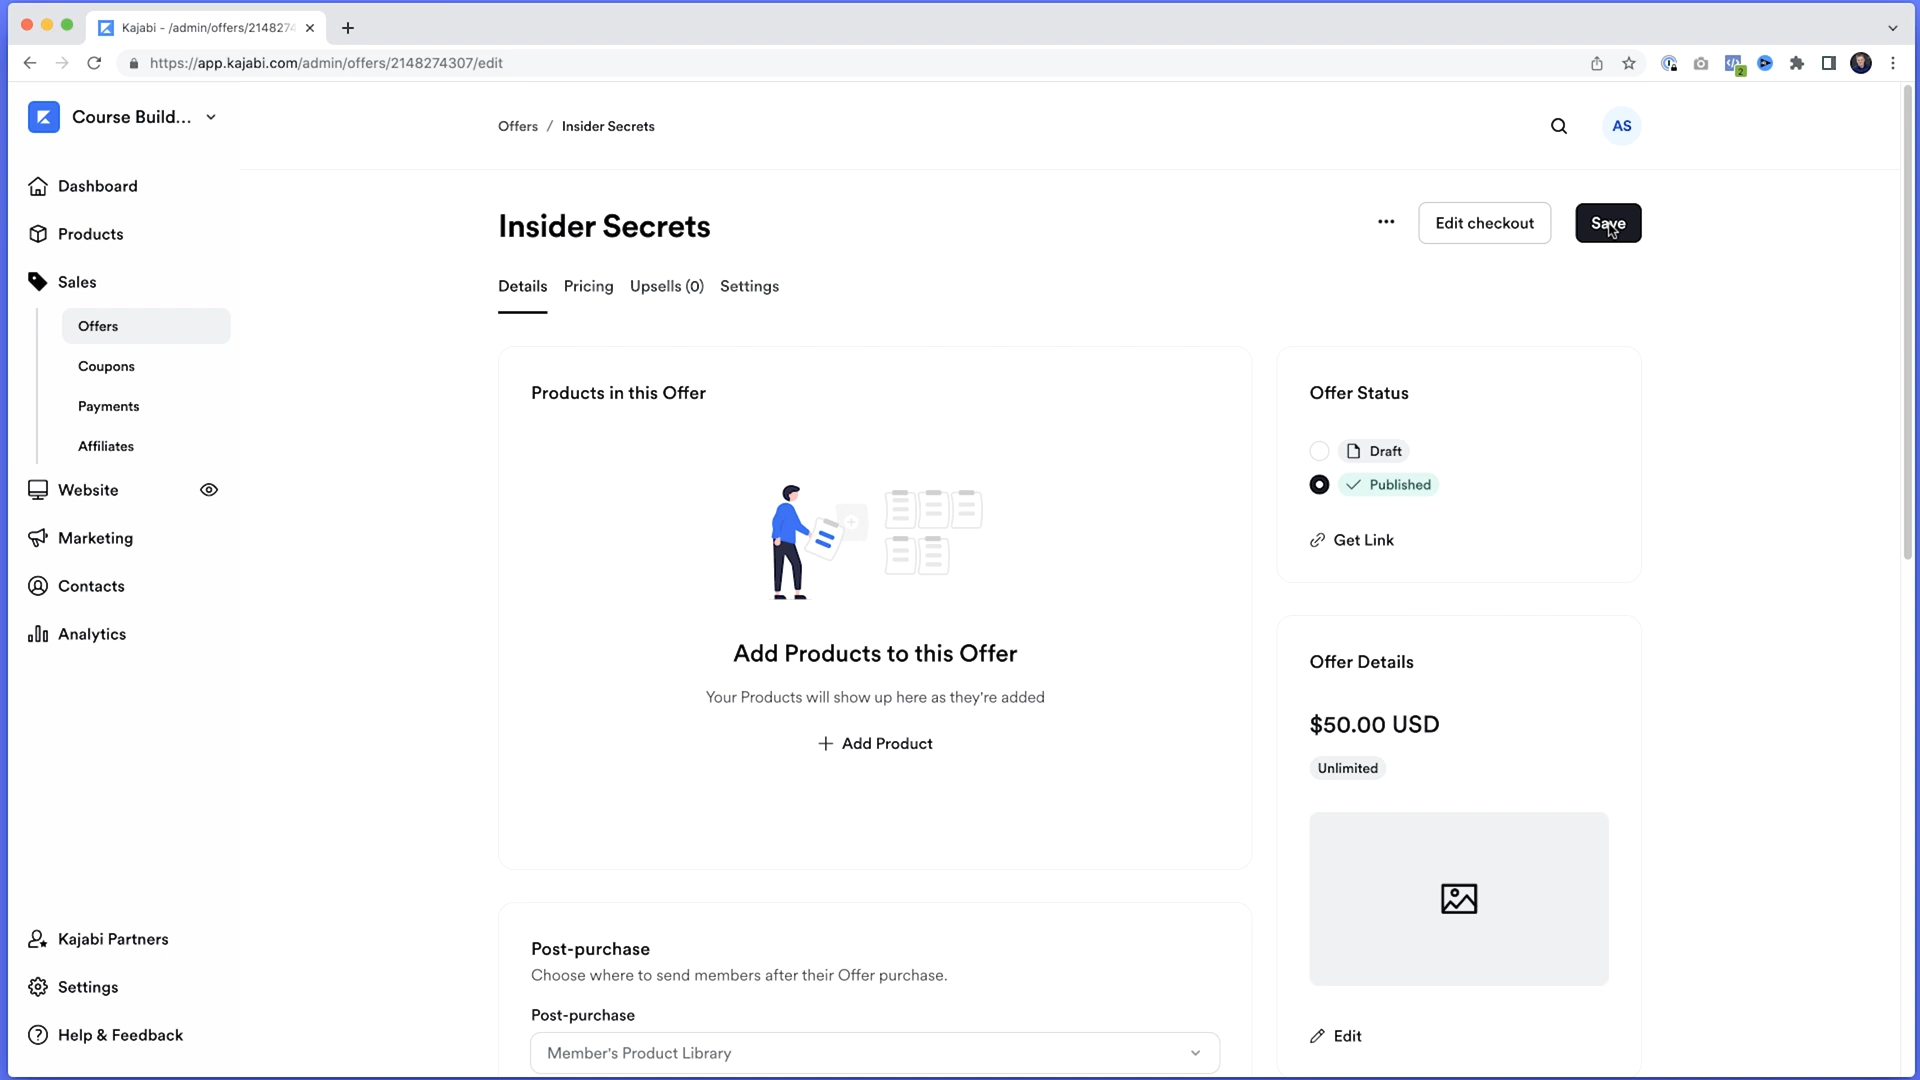 Kajabi - /admin/offers/2148274
https://app.kajabi.com/admin/offers/2148274307/edit
2
Course Build...
Offers / Insider Secrets
AS
Dashboard
Products
Sales
Offers
Coupons
Payments
Affiliates
Website
Marketing
Contacts
Analytics
Kajabi Partners
Settings
Help & Feedback
Insider Secrets
Edit checkout
Save
Details
Pricing
Upsells (0)
Settings
Products in this Offer
Add Products to this Offer
Your Products will show up here as they're added
Add Product
Post-purchase
Choose where to send members after their Offer purchase.
Post-purchase
Member's Product Library
Offer Status
Draft
Published
Get Link
Offer Details
$50.00 USD
Unlimited
Edit